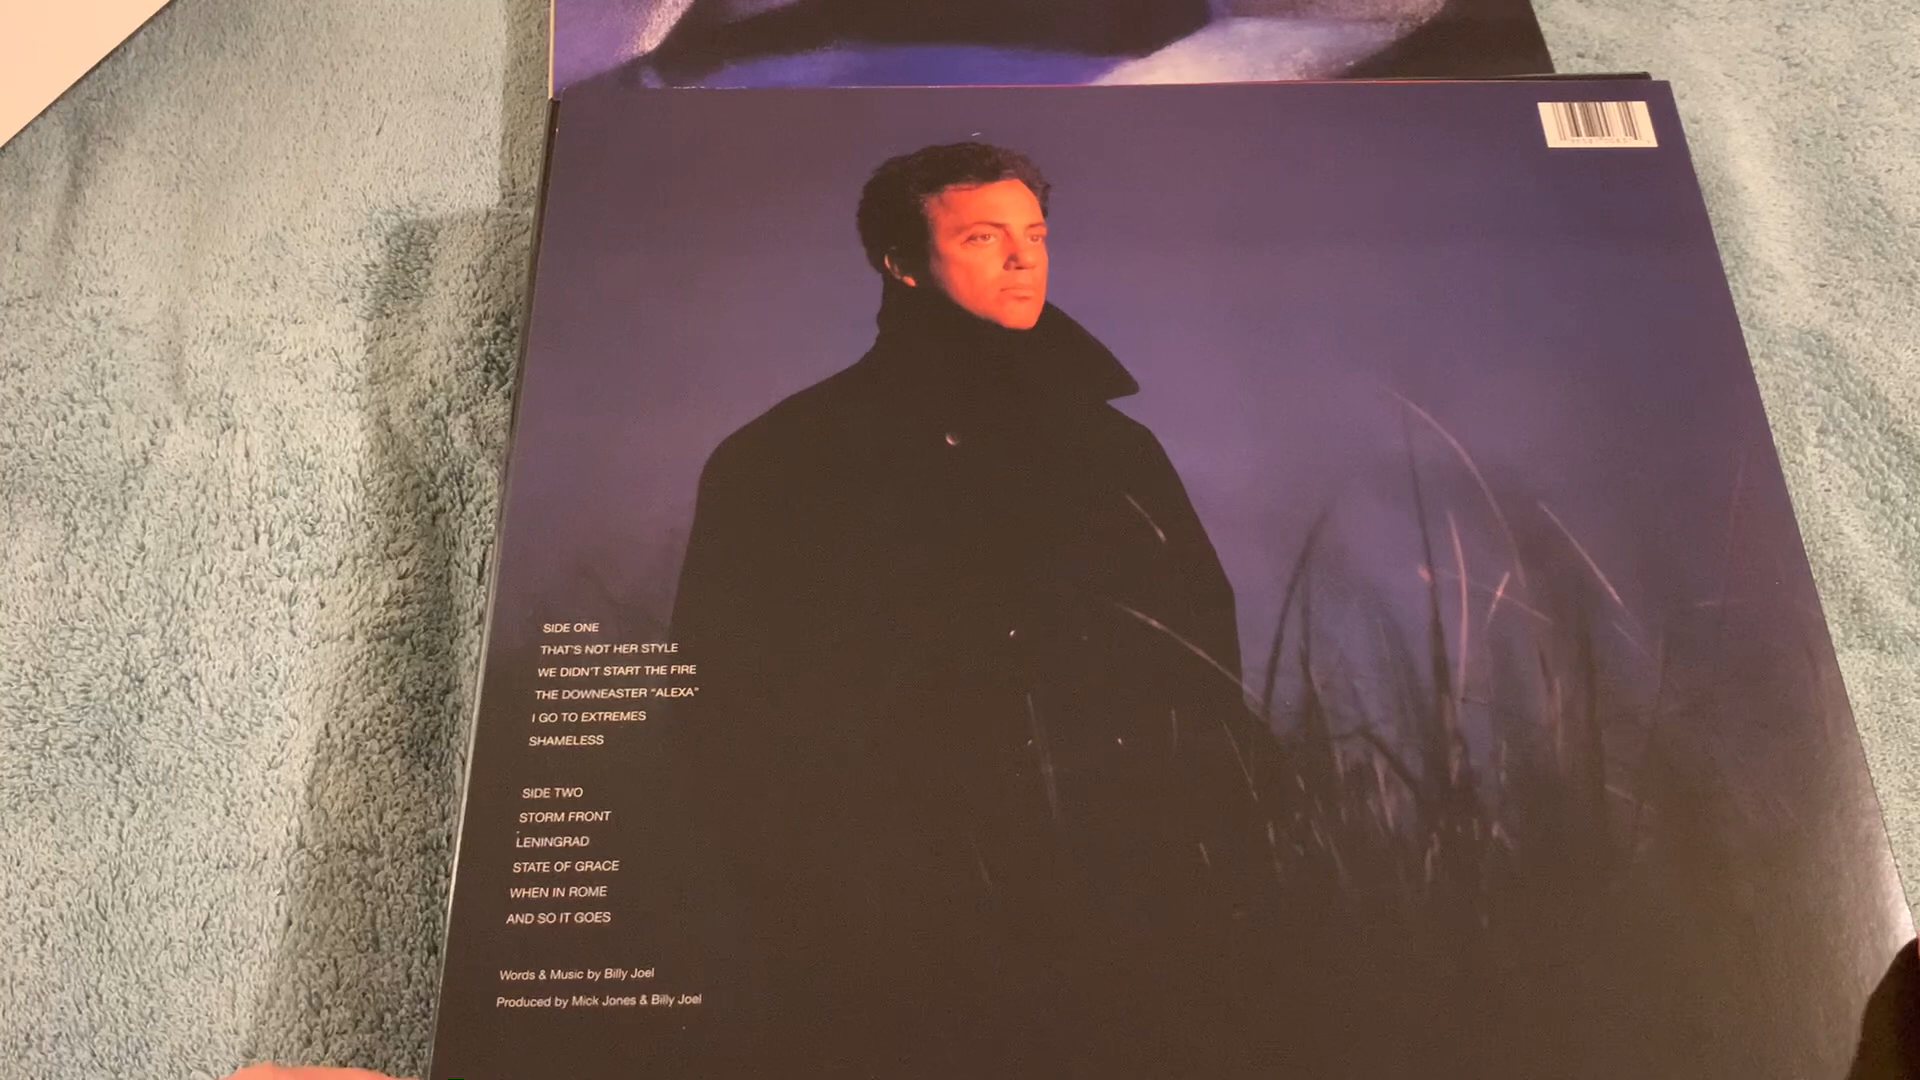 SIDE ONE
THAT'S NOT HER STYLE
WE DIDN'T START THE FIRE
THE DOWNEASTER "ALEXA"
I GO TO EXTREMES
SHAMELESS
SIDE TWO
STORM FRONT
LENINGRAD
STATE OF GRACE
WHEN IN ROME
AND SO IT GOES
Words & Music by Billy Joel
Produced by Mick Jones & Billy Joel